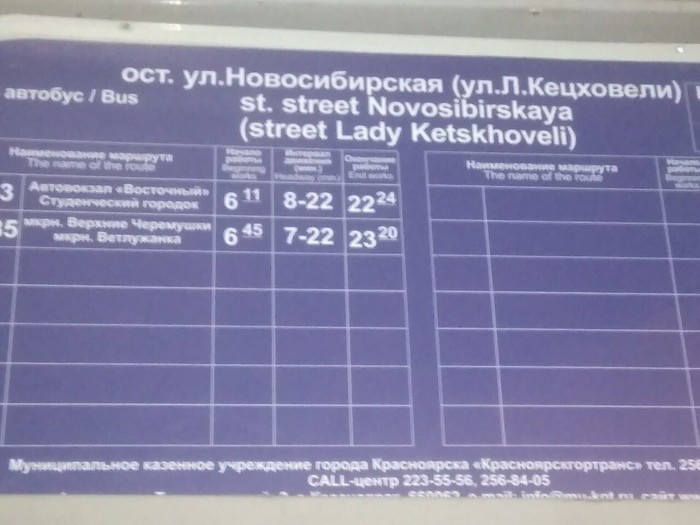 ост. ул.Новосибирская (ул.Л.Кецховели)
автобус / Bus
st. street Novosibirskaya
(street Lady Ketskhoveli)
Наименование маршрута
The name of the route
Начало работы Beginning works
Интервал движения (мин.) Headway (min.)
Окончание работы End works
Наименование маршрута
The name of the route
3 Автовокзал «Восточный» Студенческий городок 6 11 8-22 22 24
35 мкрн. Верхние Черемушки мкрн. Ветлужанка 6 45 7-22 23 20
Муниципальное казенное учреждение города Красноярска «Красноярскгортранс» тел. 256
CALL-центр 223-55-56, 256-84-05